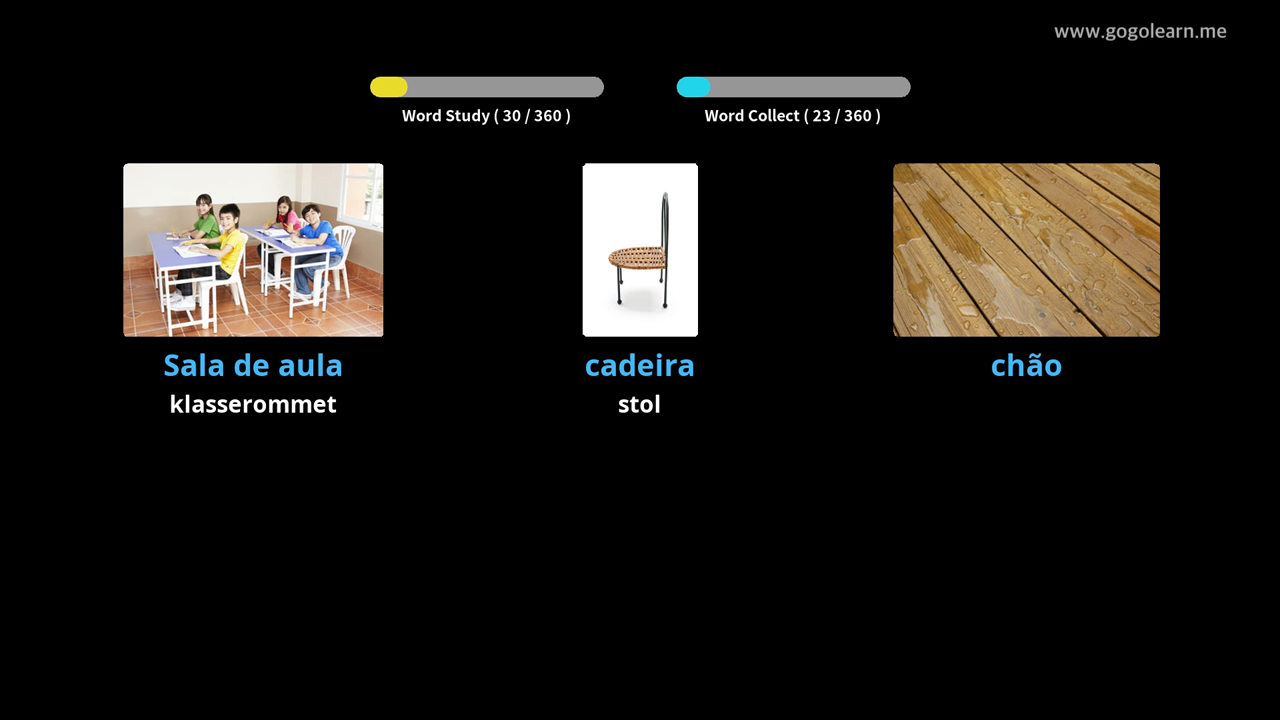 www.gogolearn.me
Word Study ( 30 / 360 )
Word Collect ( 23 / 360 )
Sala de aula
cadeira
chão
klasserommet
stol